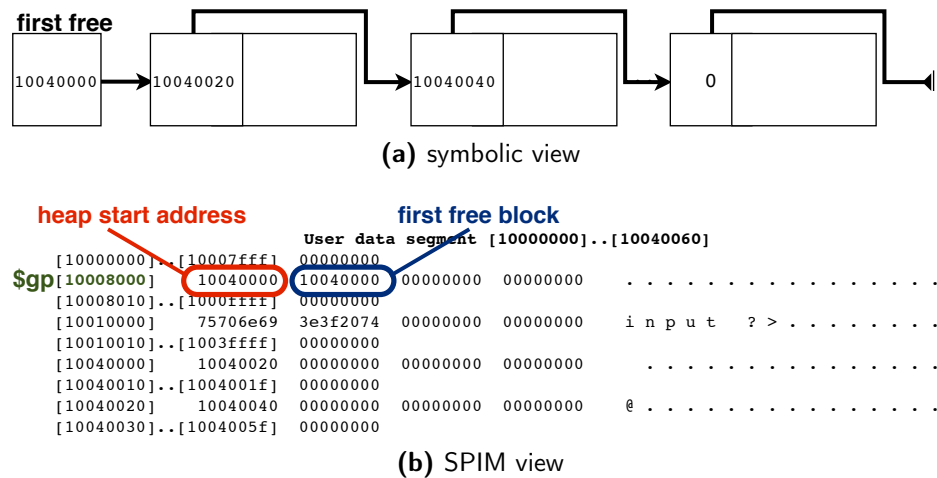 first free
10040000 10040020 10040040 0
(a) symbolic view
heap start address first free block
User data segment [10000000]..[10040060]
[10000000]..[10007fff] 00000000
$gp[10008000] 10040000 10040000 00000000 00000000 . . . . . . . . . . . . . . . .
[10008010]..[1000ffff] 00000000
[10010000] 75706e69 3e3f2074 00000000 00000000 i n p u t ? > . . . . . . . .
[10010010]..[1003ffff] 00000000
[10040000] 10040020 00000000 00000000 00000000 . . . . . . . . . . . . . . .
[10040010]..[1004001f] 00000000
[10040020] 10040040 00000000 00000000 00000000 @ . . . . . . . . . . . . . . .
[10040030]..[1004005f] 00000000
(b) SPIM view